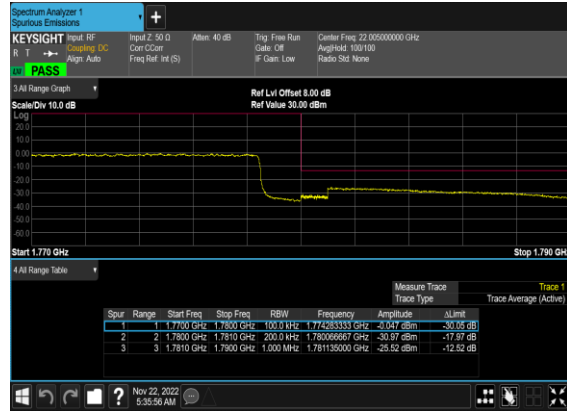 Spectrum Analyzer 1
Spurious Emissions
+
KEYSIGHT Input: RF Input Z: 50 Ω Atten: 40 dB Trig: Free Run Center Freq: 22.005000000 GHz
R T Coupling: DC Corr CCorr Gate: Off Avg|Hold: 100/100
Align: Auto Freq Ref: Int (S) IF Gain: Low Radio Std: None
LW PASS
3 All Range Graph Ref Lvl Offset 8.00 dB
Scale/Div 10.0 dB Ref Value 30.00 dBm
Log
20.0
10.0
0.00
-10.0
-20.0
-30.0
-40.0
-50.0
-60.0
Start 1.770 GHz Stop 1.790 GH
4 All Range Table
Measure Trace Trace 1
Trace Type Trace Average (Active)
Spur Range Start Freq Stop Freq RBW Frequency Amplitude ΔLimit
1 1 1.7700 GHz 1.7800 GHz 100.0 kHz 1.774283333 GHz -0.047 dBm -30.05 dB
2 2 1.7800 GHz 1.7810 GHz 200.0 kHz 1.780066667 GHz -30.97 dBm -17.97 dB
3 3 1.7810 GHz 1.7900 GHz 1.000 MHz 1.781135000 GHz -25.52 dBm -12.52 dB
? Nov 22, 2022
5:35:56 AM